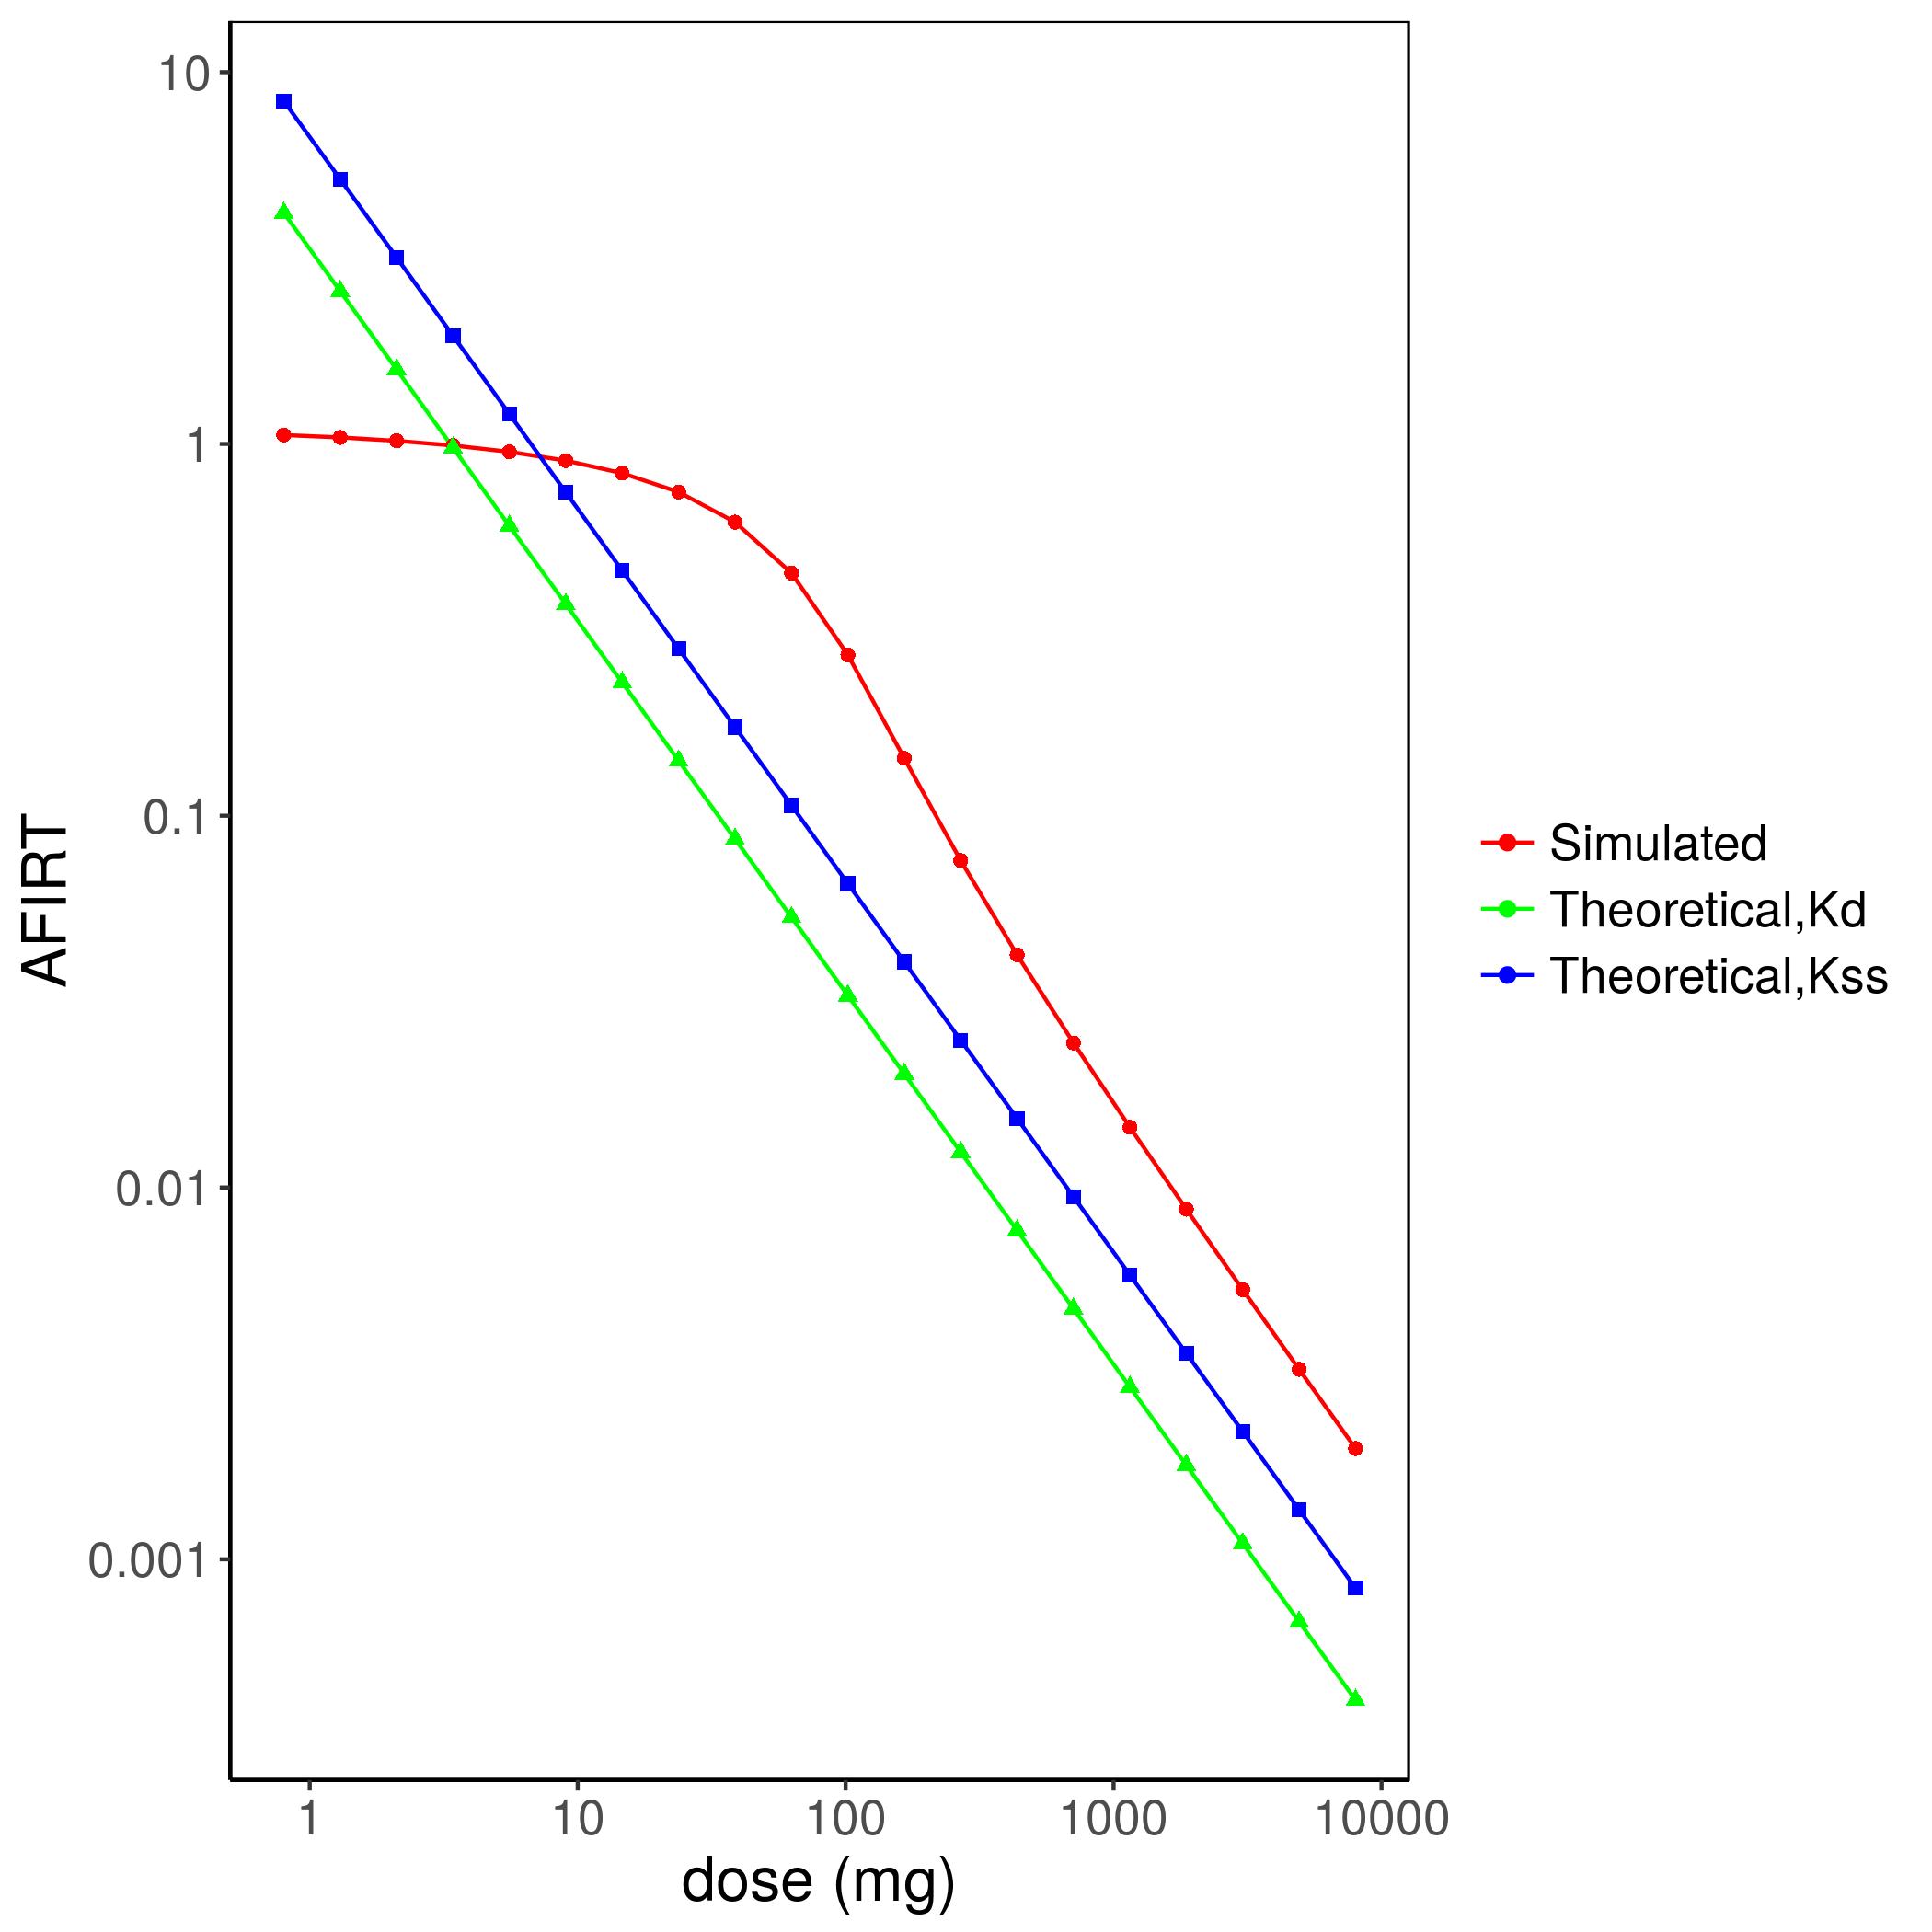 10
1
0.1
0.01
0.001
AFIRT
1 10 100 1000 10000
dose (mg)
Simulated
Theoretical,Kd
Theoretical,Kss